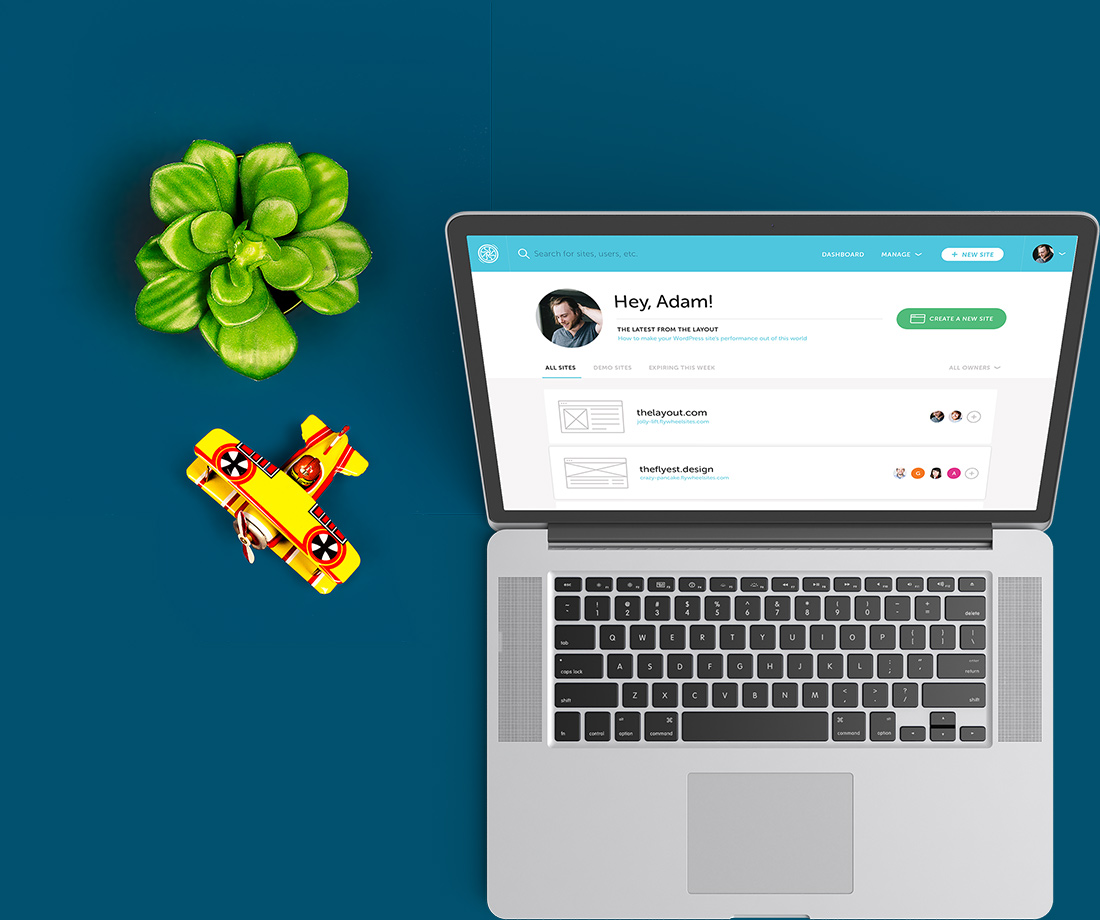 Search for sites, users, etc.
DASHBOARD
MANAGE
+ NEW SITE
Hey, Adam!
THE LATEST FROM THE LAYOUT
How to make your WordPress site's performance out of this world
CREATE A NEW SITE
ALL SITES
DEMO SITES
EXPIRING THIS WEEK
ALL OWNERS
thelayout.com
jolly-lift.flywheelsites.com
theflyest.design
crazy-pancake.flywheelsites.com
G
A
~ ! @ # $ % ^ & * ( ) _ +
` 1 2 3 4 5 6 7 8 9 0 - = delete
tab Q W E R T Y U I O P { } |
[ ] \
caps lock A S D F G H J K L : "
; ' enter return
shift Z X C V B N M < > ? shift
, . /
fn control alt option ⌘ command ⌘ command alt option